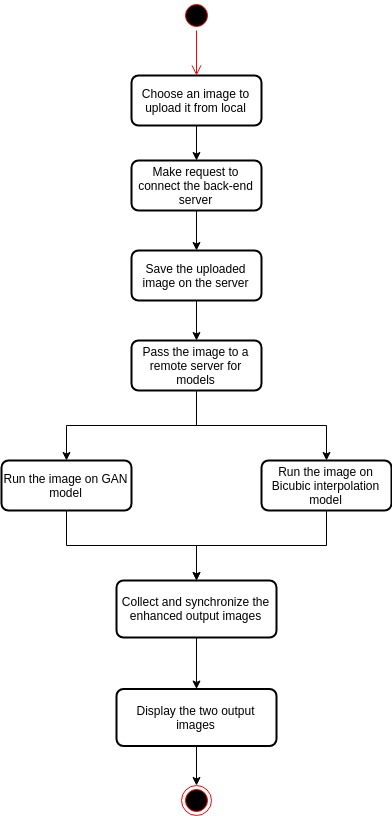 Choose an image to
upload it from local
Make request to
connect the back-end
server
Save the uploaded
image on the server
Pass the image to a
remote server for
models
Run the image on GAN
model
Run the image on
Bicubic interpolation
model
Collect and synchronize the
enhanced output images
Display the two output
images